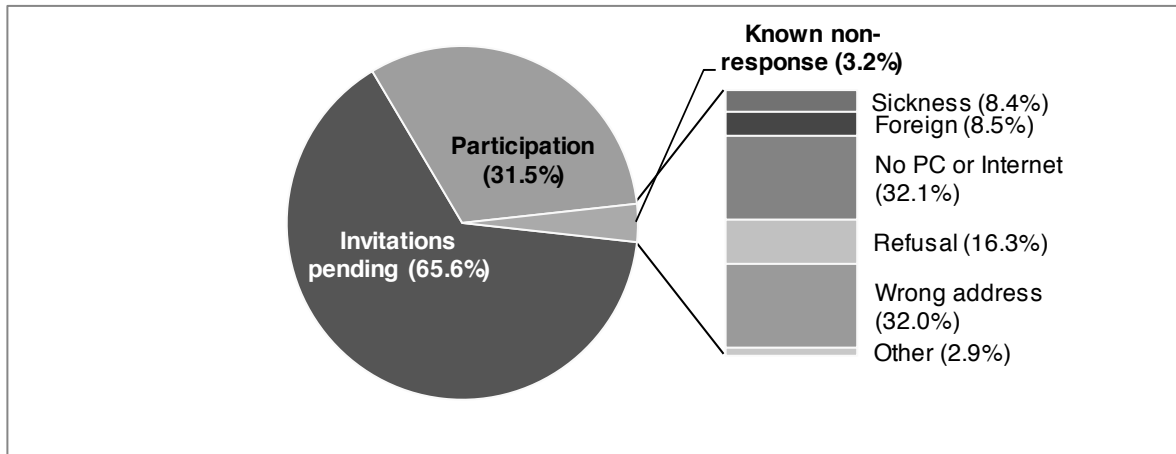 Known non-
response (3.2%)
Participation
(31.5%)
Invitations
pending (65.6%)
Sickness (8.4%)
Foreign (8.5%)
No PC or Internet
(32.1%)
Refusal (16.3%)
Wrong address
(32.0%)
Other (2.9%)